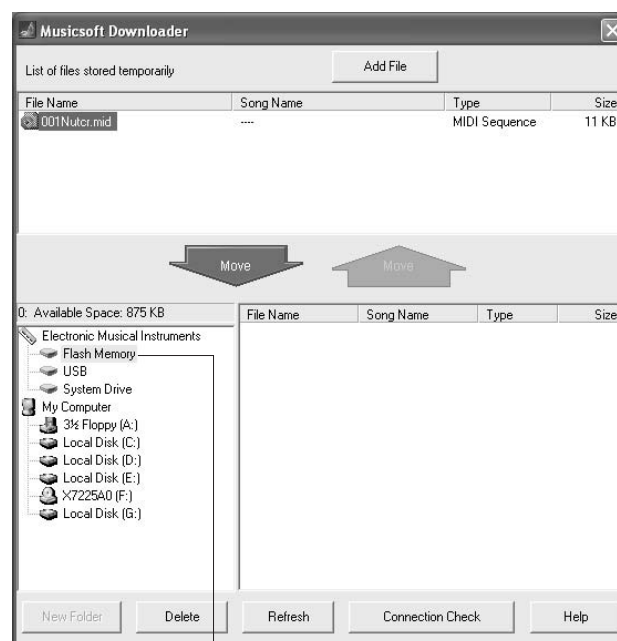 Musicsoft Downloader
List of files stored temporarily
Add File
File Name Song Name Type Size
001Nutcr.mid ---- MIDI Sequence 11 KB
Move
Move
0: Available Space: 875 KB
File Name Song Name Type Size
Electronic Musical Instruments
Flash Memory
USB
System Drive
My Computer
3½ Floppy (A:)
Local Disk (C:)
Local Disk (D:)
Local Disk (E:)
X7225A0 (F:)
Local Disk (G:)
New Folder Delete Refresh Connection Check Help